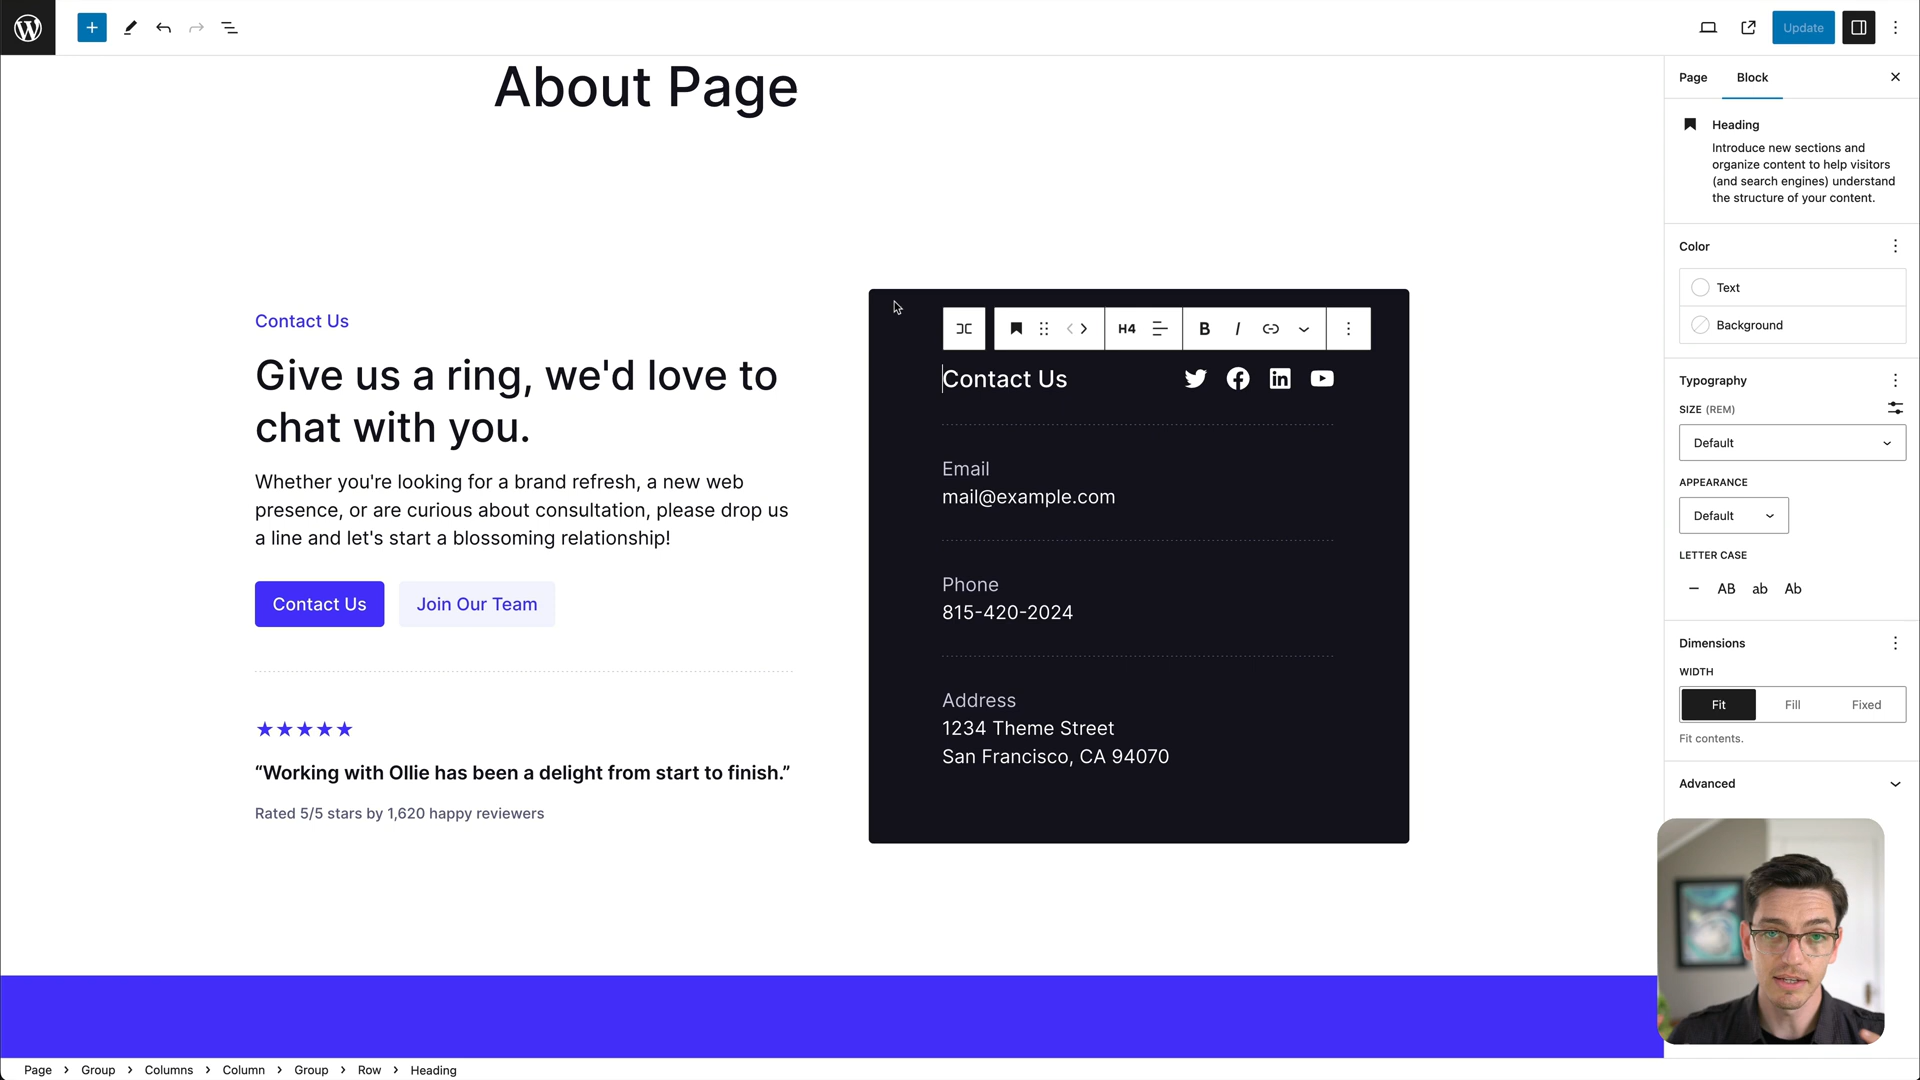 Update
About Page
Page
Block
Heading
Introduce new sections and
organize content to help visitors
(and search engines) understand
the structure of your content.
Color
Text
Background
Typography
SIZE (REM)
Default
APPEARANCE
Default
LETTER CASE
AB ab Ab
Dimensions
WIDTH
Fit Fill Fixed
Fit contents.
Advanced
Contact Us
Give us a ring, we'd love to
chat with you.
Whether you're looking for a brand refresh, a new web
presence, or are curious about consultation, please drop us
a line and let's start a blossoming relationship!
Contact Us
Join Our Team
“Working with Ollie has been a delight from start to finish.”
Rated 5/5 stars by 1,620 happy reviewers
H4 B I
Contact Us
Email
mail@example.com
Phone
815-420-2024
Address
1234 Theme Street
San Francisco, CA 94070
Page > Group > Columns > Column > Group > Row > Heading